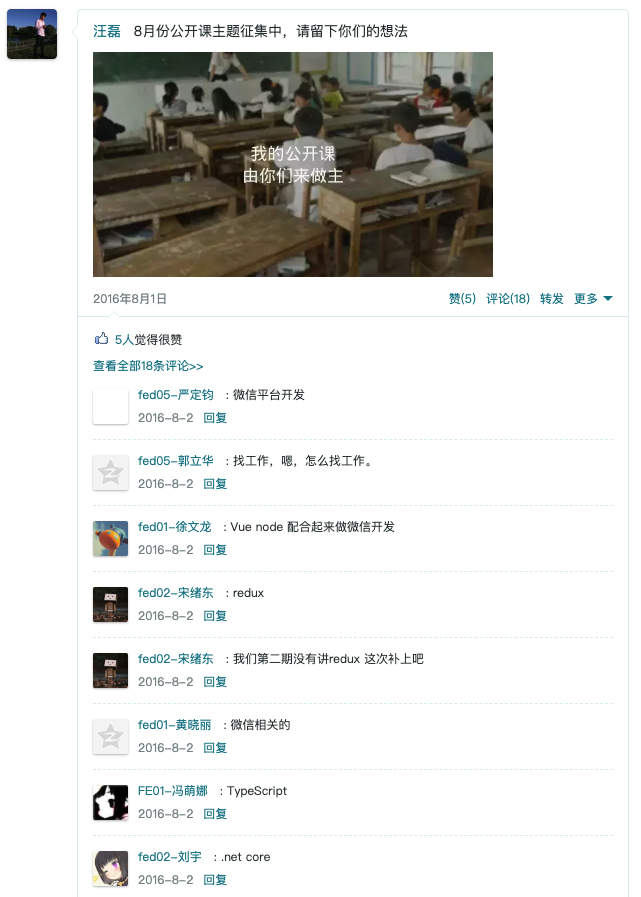 汪磊 8月份公开课主题征集中，请留下你们的想法
我的公开课
由你们来做主
2016年8月1日 赞(5) 评论(18) 转发 更多
5人觉得很赞
查看全部18条评论>>
fed05-严定钧 : 微信平台开发
2016-8-2 回复
fed05-郭立华 : 找工作，嗯，怎么找工作。
2016-8-2 回复
fed01-徐文龙 : Vue node 配合起来做微信开发
2016-8-2 回复
fed02-宋绪东 : redux
2016-8-2 回复
fed02-宋绪东 : 我们第二期没有讲redux 这次补上吧
2016-8-2 回复
fed01-黄晓丽 : 微信相关的
2016-8-2 回复
FE01-冯萌娜 : TypeScript
2016-8-2 回复
fed02-刘宇 : .net core
2016-8-2 回复